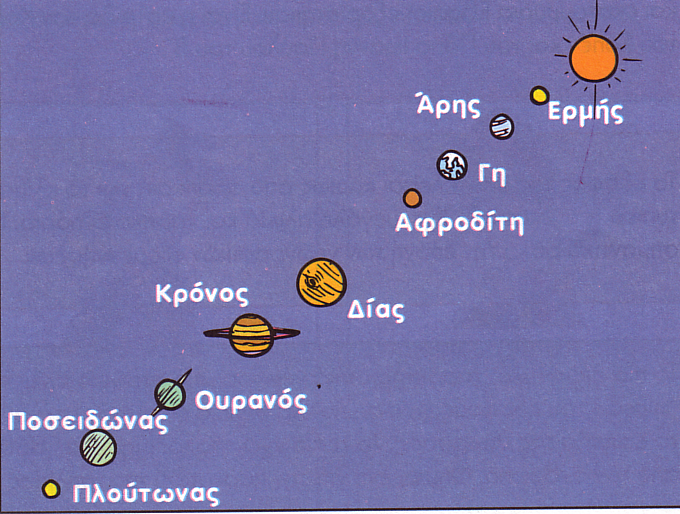 Άρης
Ερμής
Γη
Αφροδίτη
Κρόνος
Δίας
Ουρανός
Ποσειδώνας
Πλούτωνας